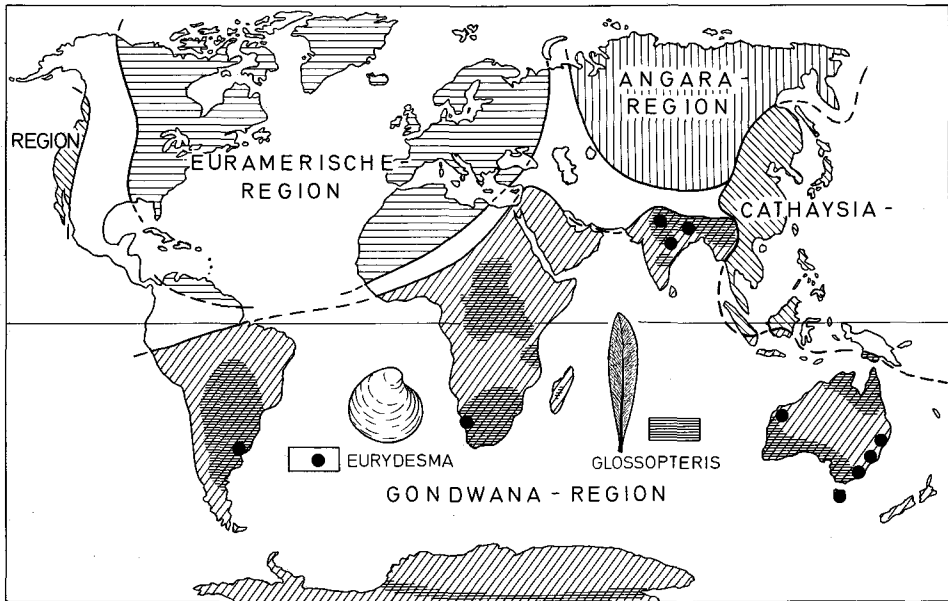 ANGARA-
REGION
REGION
EURAMERISCHE
REGION
CATHAYSIA-
EURYDESMA
GLOSSOPTERIS
GONDWANA-REGION